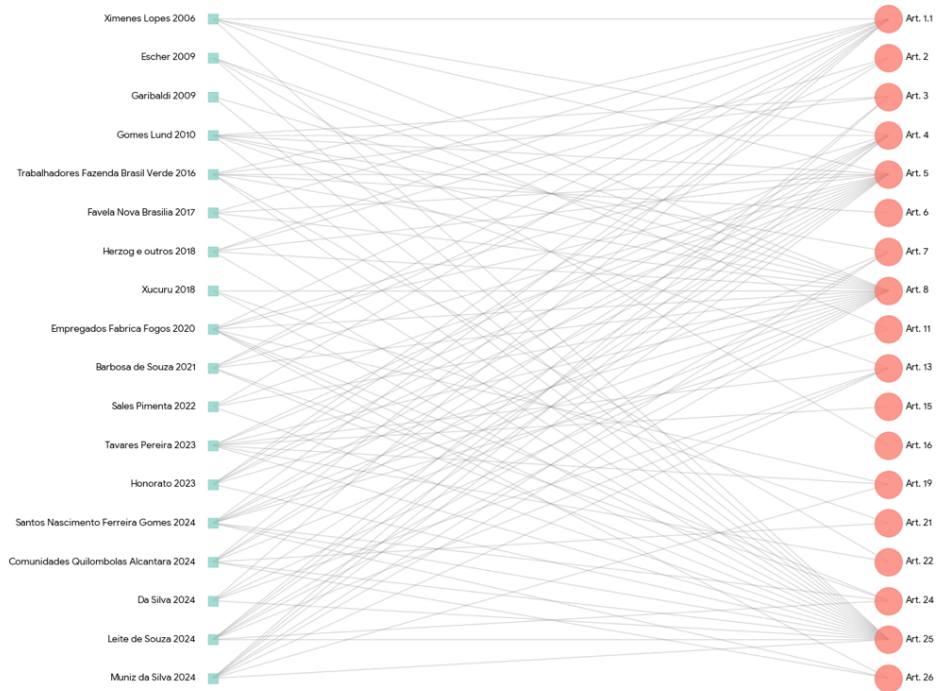 Ximenes Lopes 2006
Art. 1.1
Escher 2009
Art. 2
Garibaldi 2009
Art. 3
Gomes Lund 2010
Art. 4
Trabalhadores Fazenda Brasil Verde 2016
Art. 5
Favela Nova Brasilia 2017
Art. 6
Herzog e outros 2018
Art. 7
Xucuru 2018
Art. 8
Empregados Fabrica Fogos 2020
Art. 11
Barbosa de Souza 2021
Art. 13
Sales Pimenta 2022
Art. 15
Tavares Pereira 2023
Art. 16
Honorato 2023
Art. 19
Santos Nascimento Ferreira Gomes 2024
Art. 21
Comunidades Quilombolas Alcantara 2024
Art. 22
Da Silva 2024
Art. 24
Leite de Souza 2024
Art. 25
Muniz da Silva 2024
Art. 26